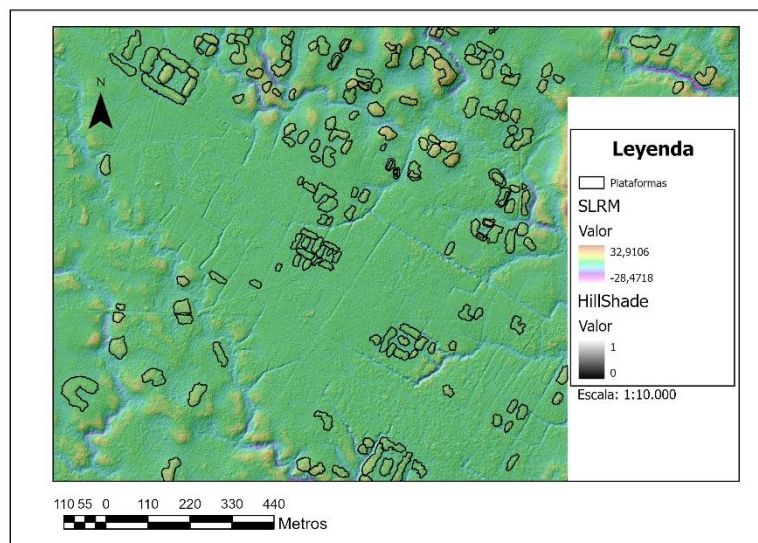 N
Leyenda
Plataformas
SLRM
Valor
32,9106
-28,4718
HillShade
Valor
1
0
Escala: 1:10.000
110 55 0 110 220 330 440
Metros